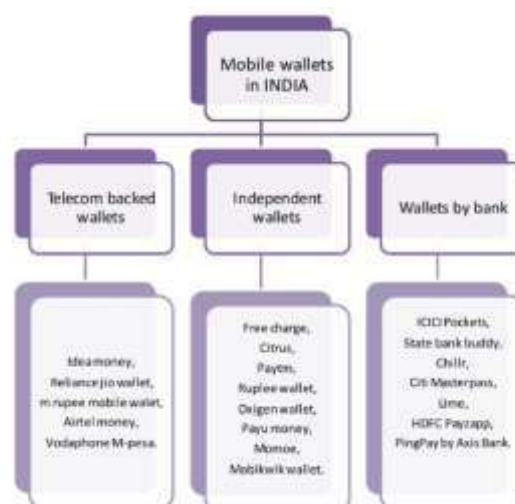 Mobile wallets
in INDIA
Telecom backed
wallets
Independent
wallets
Wallets by bank
Idea money,
Reliance jio wallet,
m rupee mobile walet,
Airtel money,
Vodaphone M-pesa.
Free charge,
Citrus,
Paytm,
Ruplee wallet,
Oxigen wallet,
Payu money,
Momoe,
Mobikwik wallet.
ICICI Pockets,
State bank buddy,
Chillr,
Citi Masterpass,
Lime,
HDFC Payzapp,
PingPay by Axis Bank.